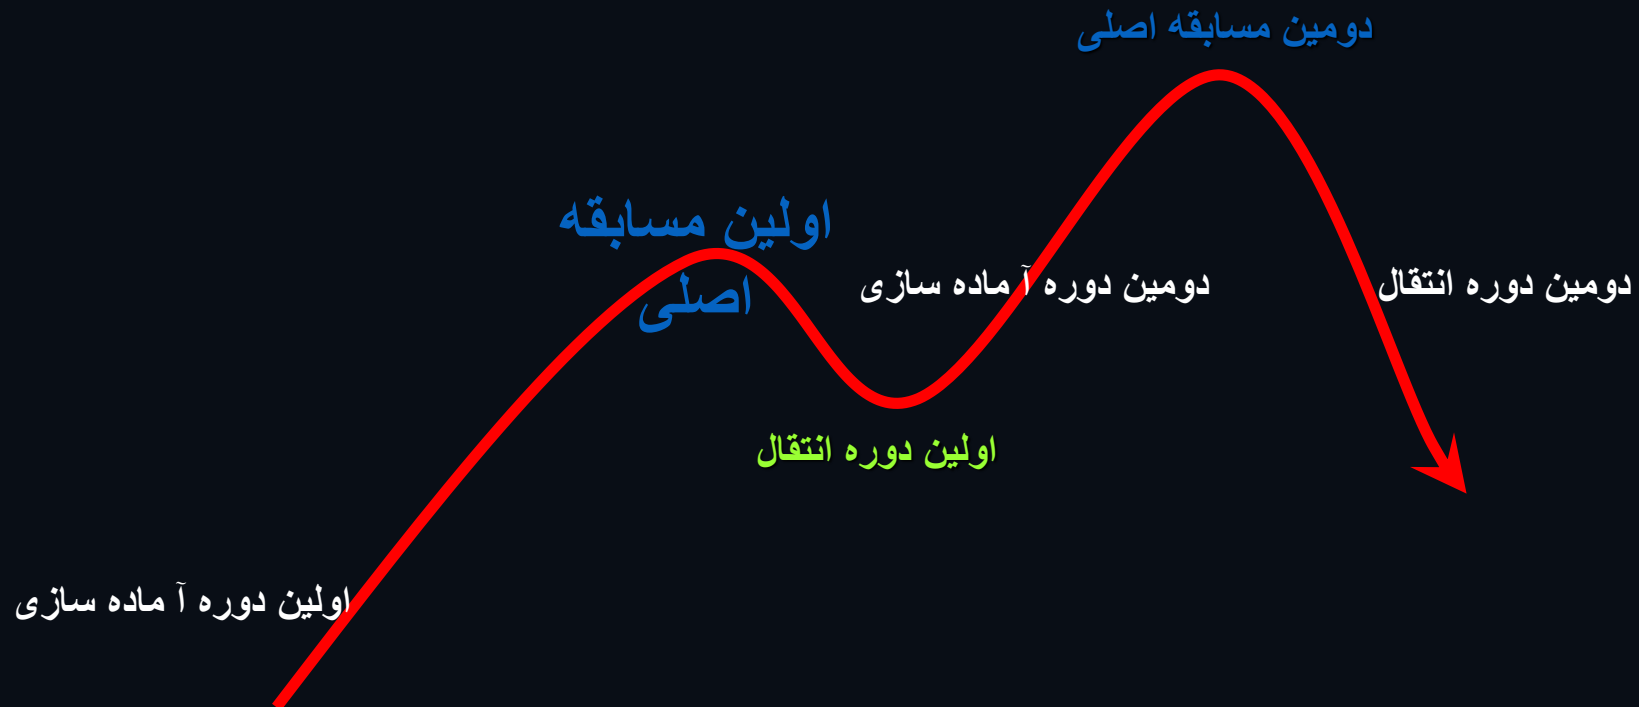 دومین مسابقه اصلی
اولین مسابقه
اصلی
دومین دوره آ ماده سازی
دومین دوره انتقال
اولین دوره انتقال
اولین دوره آ ماده سازی